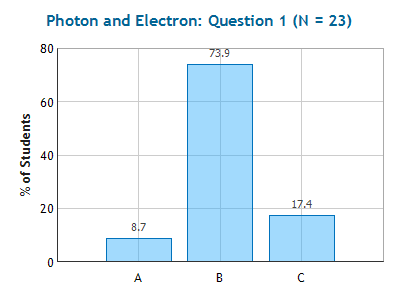 Photon and Electron: Question 1 (N = 23)
% of Students
80
60
40
20
0
8.7
73.9
17.4
A B C